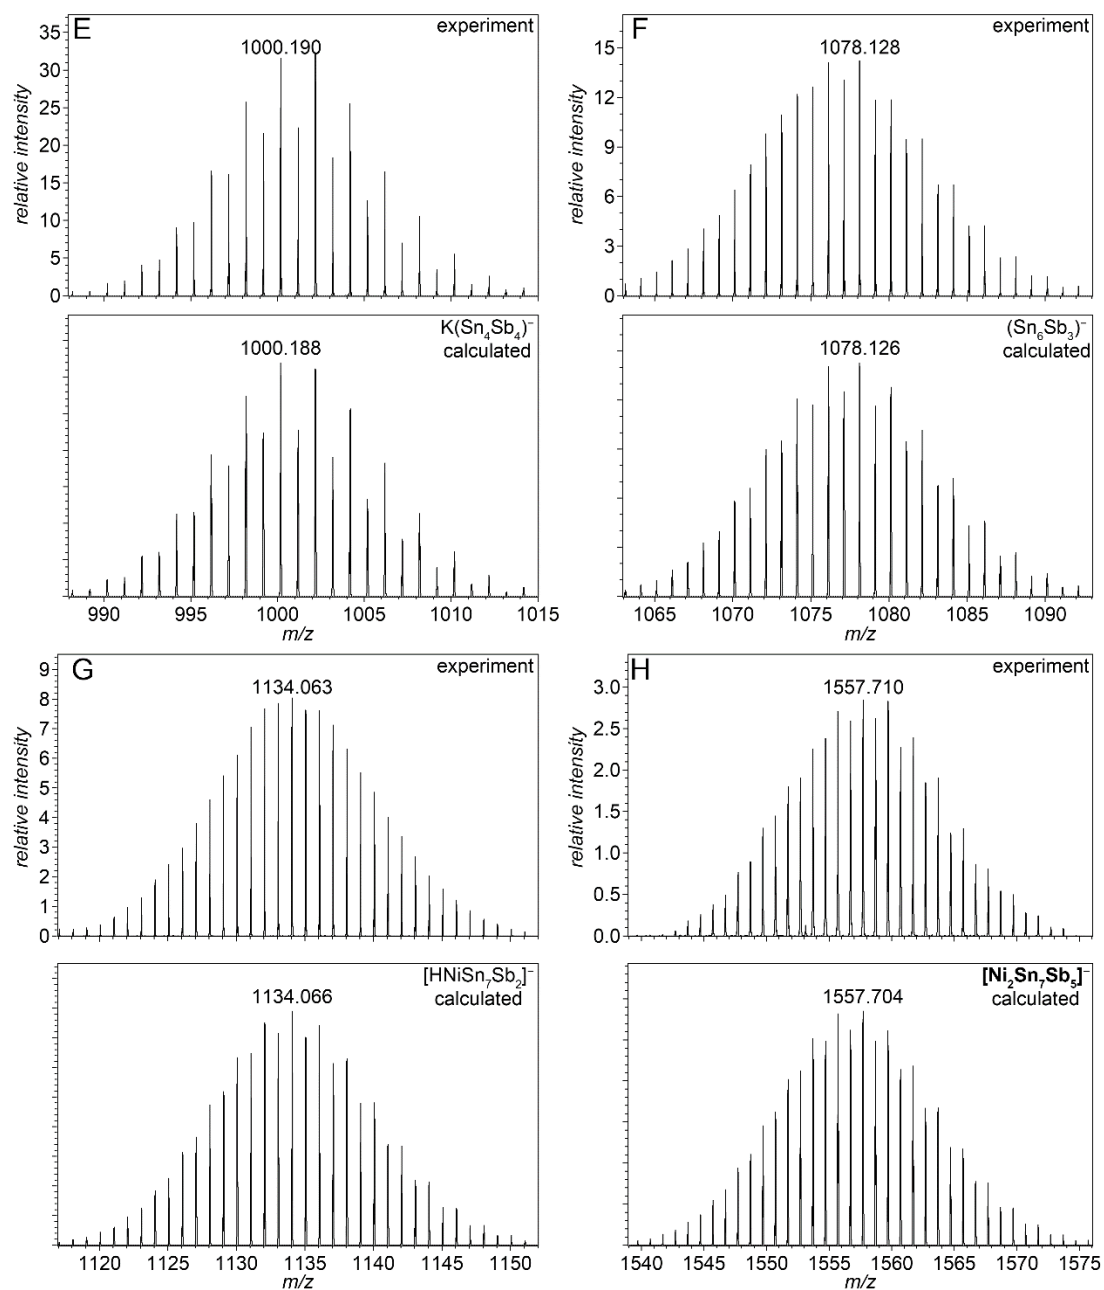 E
experiment
1000.190
relative intensity
35
30
25
20
15
10
5
0
K(Sn₄Sb₄)⁻
calculated
1000.188
990
995
1000
1005
1010
1015
m/z
F
experiment
1078.128
relative intensity
15
12
9
6
3
0
(Sn₆Sb₃)⁻
calculated
1078.126
1065
1070
1075
1080
1085
1090
m/z
G
experiment
1134.063
relative intensity
9
8
7
6
5
4
3
2
1
0
[HNiSn₇Sb₂]⁻
calculated
1134.066
1120
1125
1130
1135
1140
1145
1150
m/z
H
experiment
1557.710
relative intensity
3.0
2.5
2.0
1.5
1.0
0.5
0.0
[Ni₂Sn₇Sb₅]⁻
calculated
1557.704
1540
1545
1550
1555
1560
1565
1570
1575
m/z